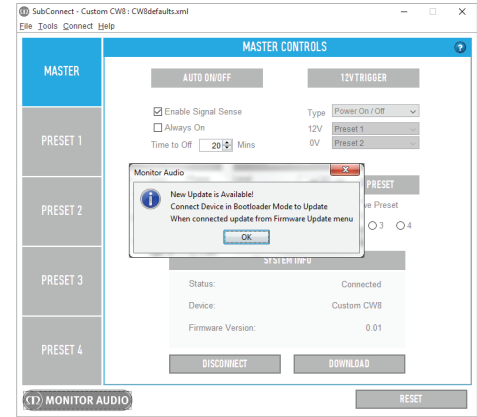 SubConnect - Custom CW8 : CW8defaults.xml
File Tools Connect Help
MASTER CONTROLS
MASTER
PRESET 1
PRESET 2
PRESET 3
PRESET 4
AUTO ON/OFF
12V TRIGGER
Enable Signal Sense
Always On
Time to Off 20 Mins
Type Power On / Off
12V Preset 1
0V Preset 2
Monitor Audio
New Update is Available!
Connect Device in Bootloader Mode to Update
When connected update from Firmware Update menu
OK
PRESET
Preset
3 4
SYSTEM INFO
Status: Connected
Device: Custom CW8
Firmware Version: 0.01
DISCONNECT
DOWNLOAD
MONITOR AUDIO
RESET